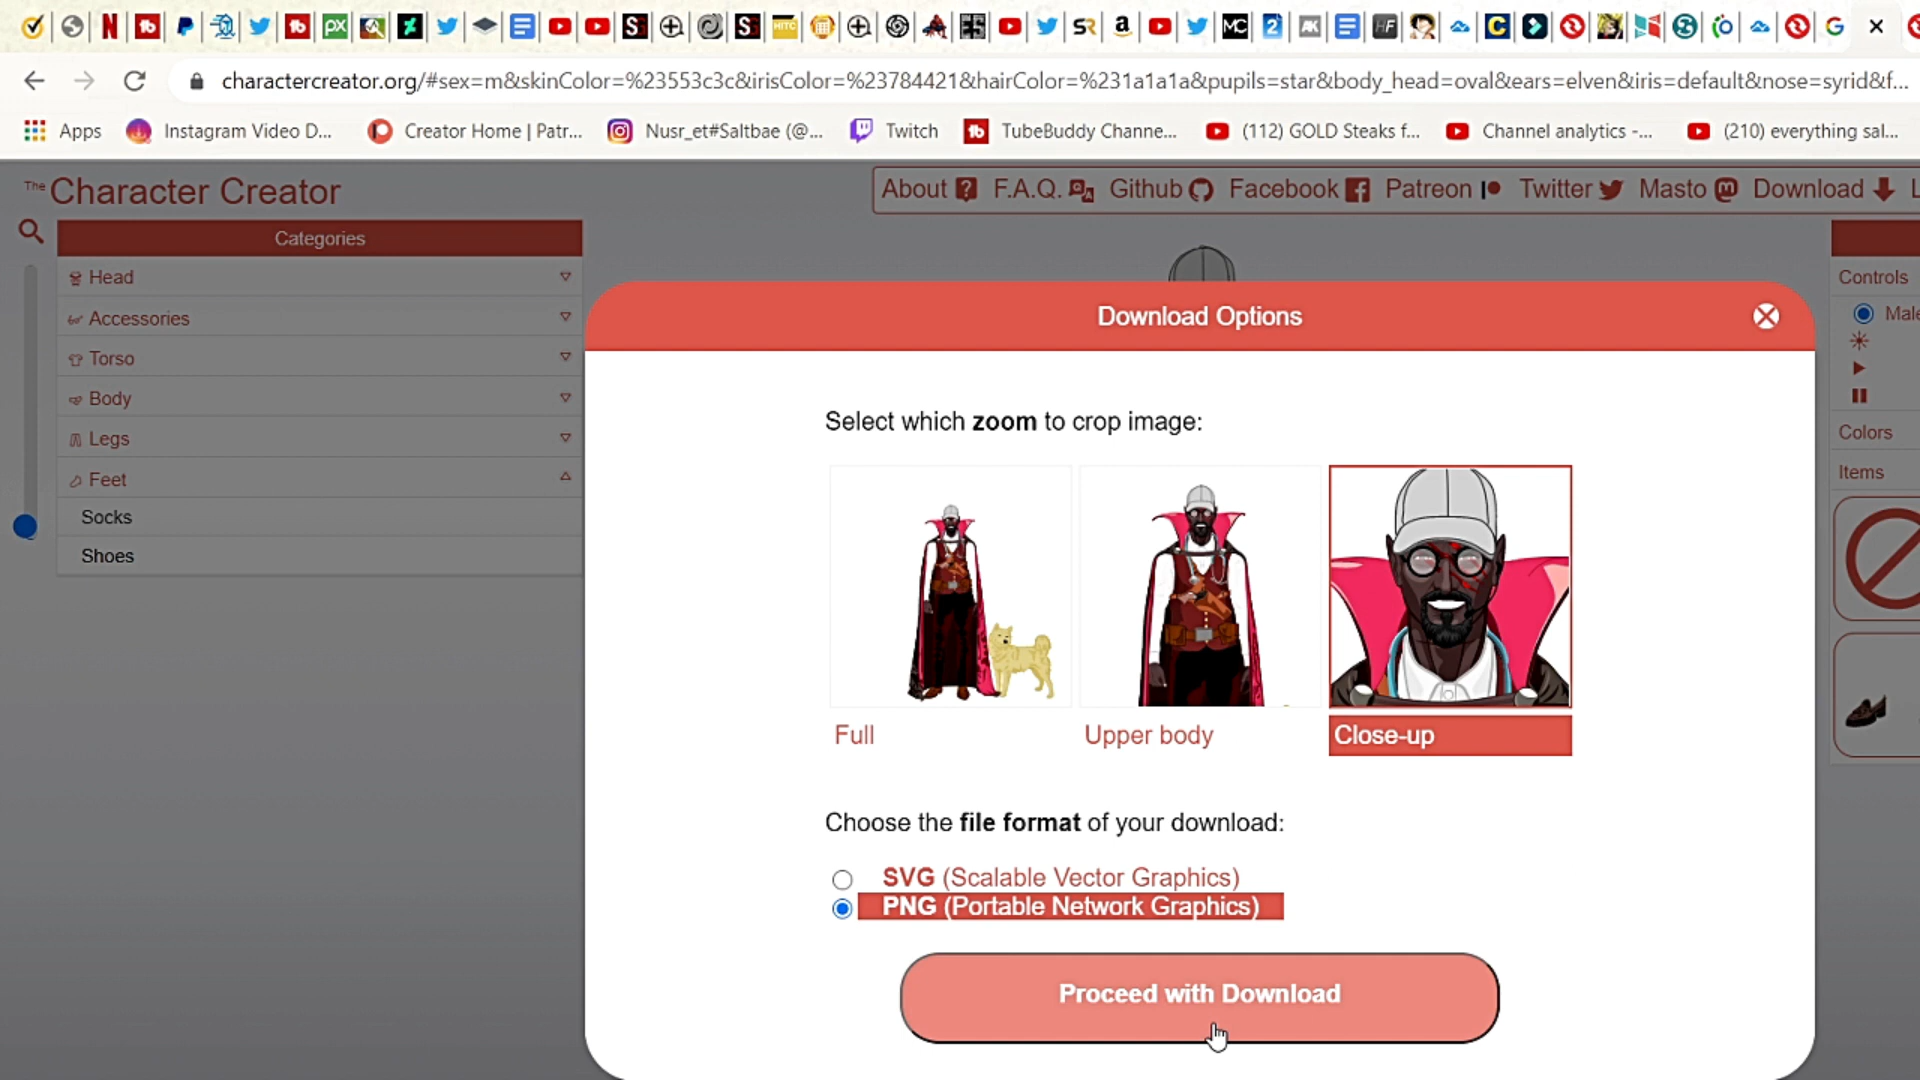 charactercreator.org/#sex=m&skinColor=%23553c3c&irisColor=%23784421&hairColor=%231a1a1a&pupils=star&body_head=oval&ears=elven&iris=default&nose=syrid&f...
Apps Instagram Video D... Creator Home | Patr... Nusr_et#Saltbae (@... Twitch TubeBuddy Channe... (112) GOLD Steaks f... Channel analytics -... (210) everything sal...
The Character Creator
About F.A.Q. Github Facebook Patreon Twitter Masto Download L
Categories
Head
Accessories
Torso
Body
Legs
Feet
Socks
Shoes
Controls
Male
Colors
Items
Download Options
Select which zoom to crop image:
Full Upper body Close-up
Choose the file format of your download:
SVG (Scalable Vector Graphics)
PNG (Portable Network Graphics)
Proceed with Download